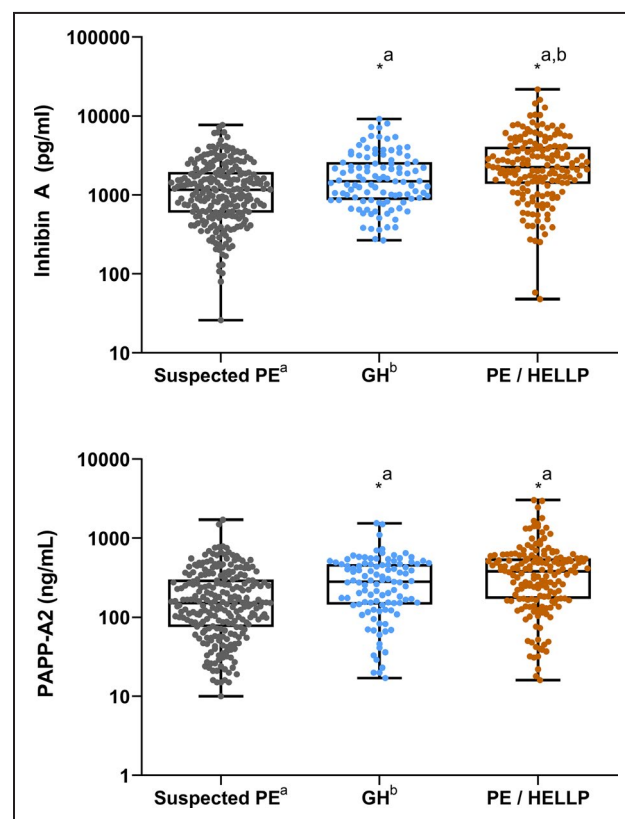 Inhibin A (pg/ml)
100000
10000
1000
100
10
*a
*a,b
Suspected PEa
GHb
PE / HELLP
PAPP-A2 (ng/mL)
10000
1000
100
10
1
*a
*a
Suspected PEa
GHb
PE / HELLP